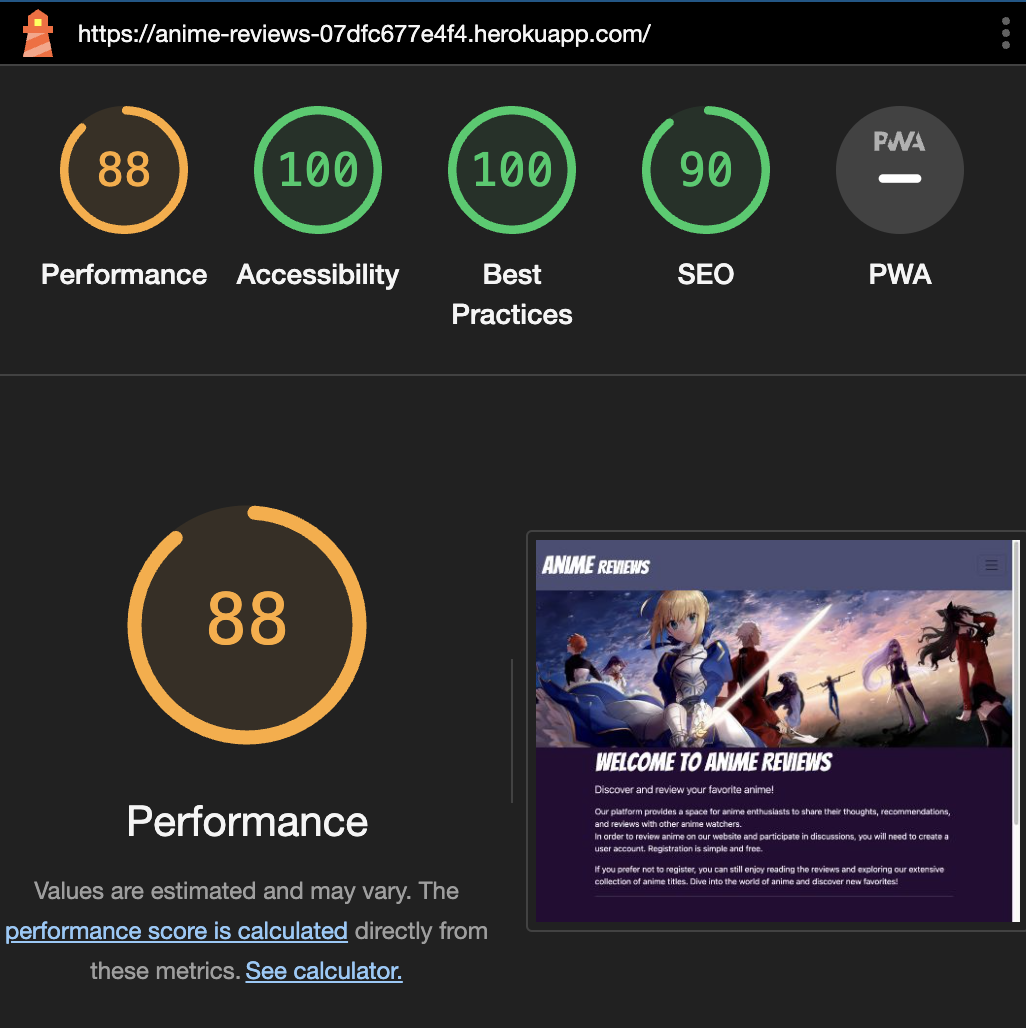 https://anime-reviews-07dfc677e4f4.herokuapp.com/
88
100
100
90
PWA
Performance
Accessibility
Best
Practices
SEO
PWA
88
Performance
Values are estimated and may vary. The
performance score is calculated directly from
these metrics. See calculator.
ANIME REVIEWS
WELCOME TO ANIME REVIEWS
Discover and review your favorite anime!
Our platform provides a space for anime enthusiasts to share their thoughts, recommendations,
and reviews with other anime watchers.
In order to review anime on our website and participate in discussions, you will need to create a
user account. Registration is simple and free.
If you prefer not to register, you can still enjoy reading the reviews and exploring our extensive
collection of anime titles. Dive into the world of anime and discover new favorites!